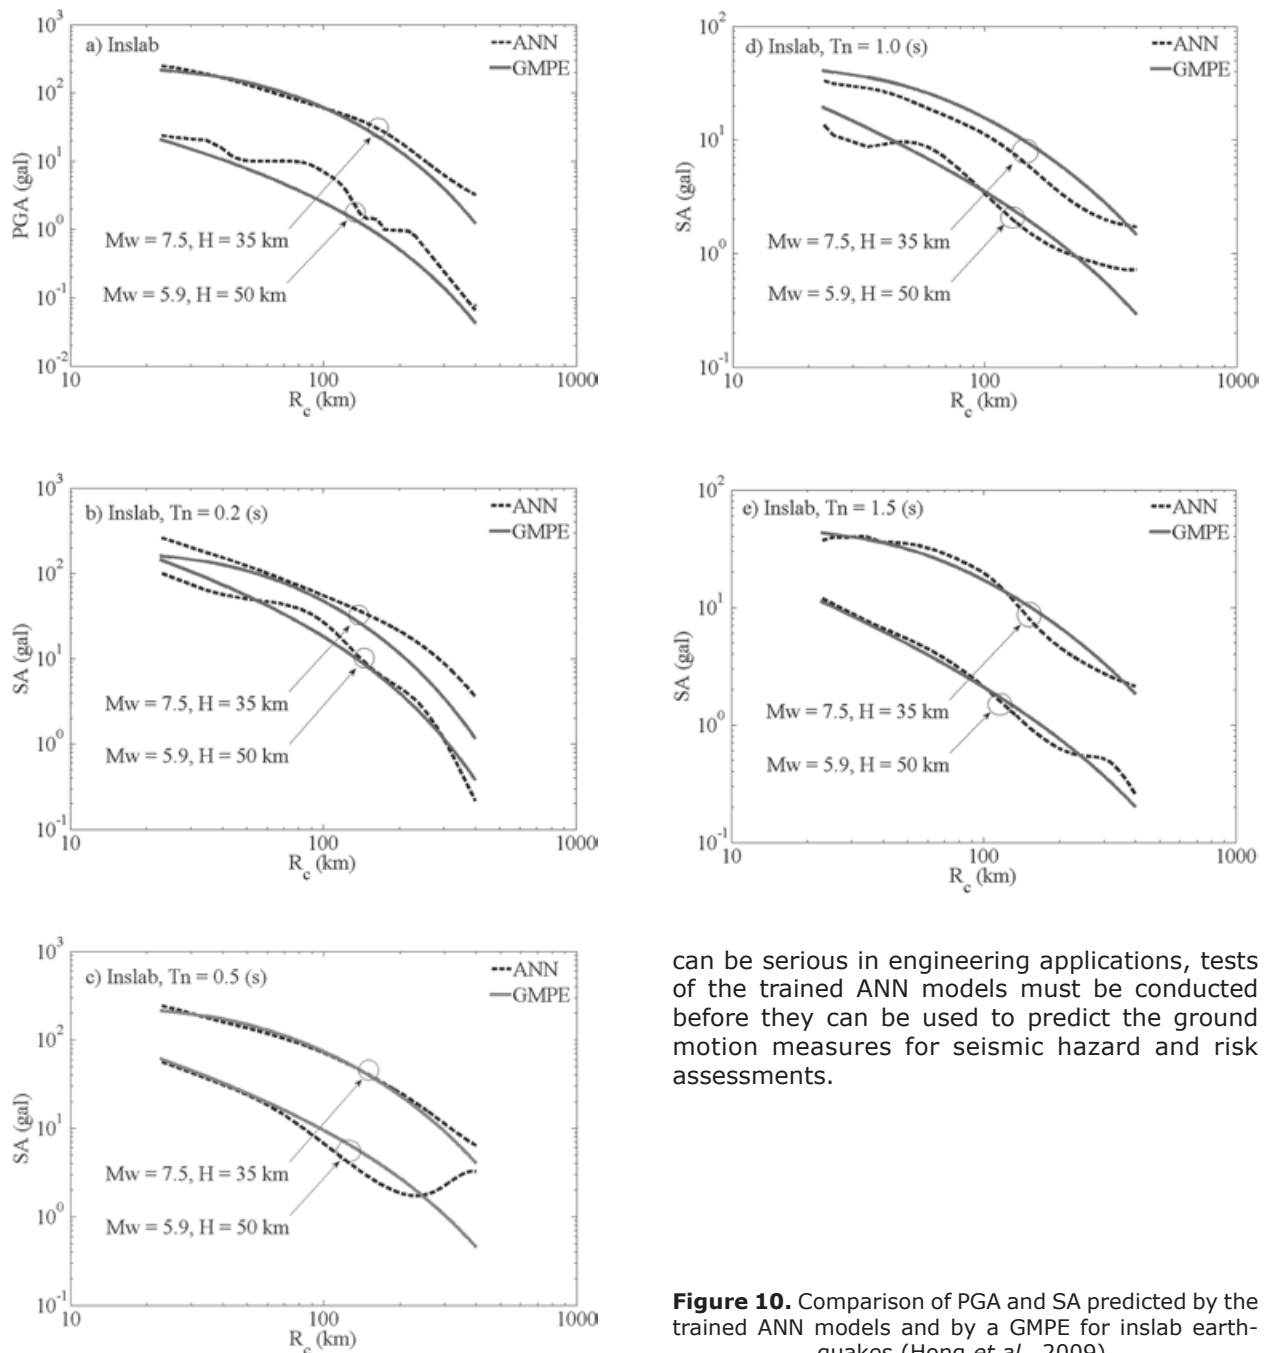 a) Inslab
ANN
GMPE
10^3
10^2
10^1
10^0
10^-1
10^-2
PGA (gal)
Mw = 7.5, H = 35 km
Mw = 5.9, H = 50 km
10
100
1000
R_c (km)
b) Inslab, Tn = 0.2 (s)
ANN
GMPE
10^3
10^2
10^1
10^0
10^-1
SA (gal)
Mw = 7.5, H = 35 km
Mw = 5.9, H = 50 km
10
100
1000
R_c (km)
c) Inslab, Tn = 0.5 (s)
ANN
GMPE
10^3
10^2
10^1
10^0
10^-1
SA (gal)
Mw = 7.5, H = 35 km
Mw = 5.9, H = 50 km
10
100
1000
R_c (km)
d) Inslab, Tn = 1.0 (s)
ANN
GMPE
10^2
10^1
10^0
10^-1
SA (gal)
Mw = 7.5, H = 35 km
Mw = 5.9, H = 50 km
10
100
1000
R_c (km)
e) Inslab, Tn = 1.5 (s)
ANN
GMPE
10^2
10^1
10^0
10^-1
SA (gal)
Mw = 7.5, H = 35 km
Mw = 5.9, H = 50 km
10
100
1000
R_c (km)
can be serious in engineering applications, tests
of the trained ANN models must be conducted
before they can be used to predict the ground
motion measures for seismic hazard and risk
assessments.
Figure 10. Comparison of PGA and SA predicted by the
trained ANN models and by a GMPE for inslab earth-
quakes (Hong et al., 2009)